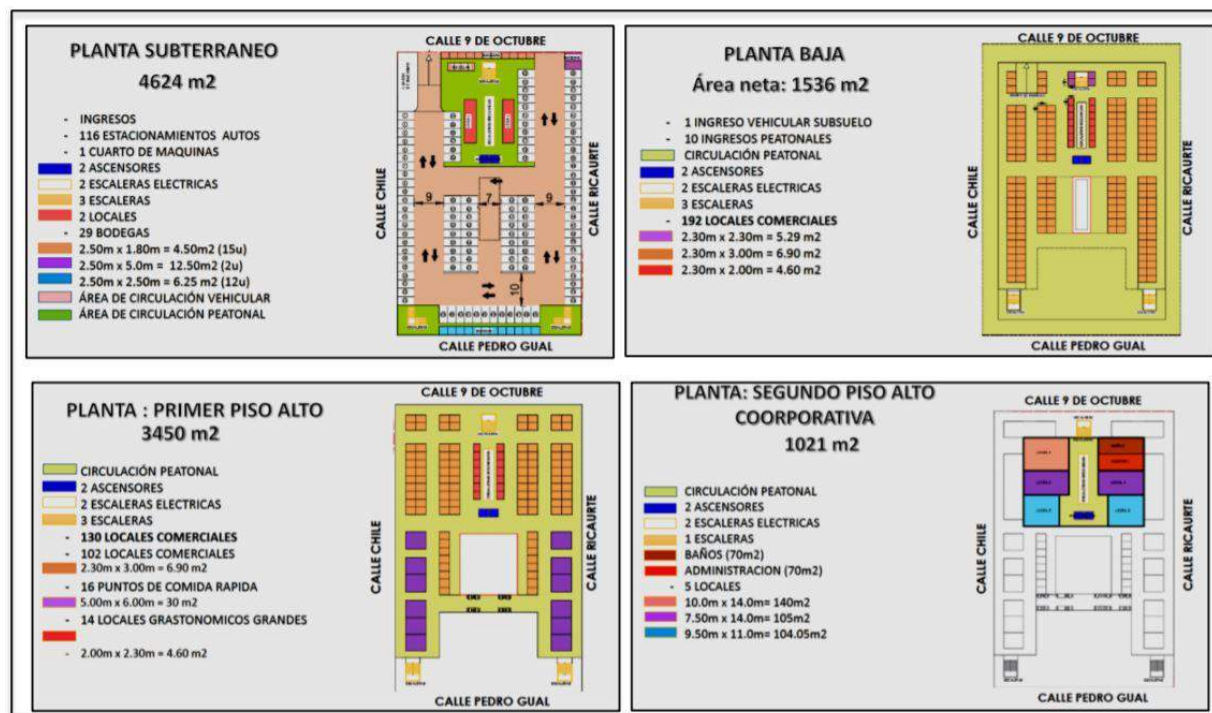 PLANTA SUBTERRANEO
4624 m2
- INGRESOS
- 116 ESTACIONAMIENTOS AUTOS
- 1 CUARTO DE MAQUINAS
2 ASCENSORES
2 ESCALERAS ELECTRICAS
3 ESCALERAS
2 LOCALES
- 29 BODEGAS
2.50m x 1.80m = 4.50m2 (15u)
2.50m x 5.0m = 12.50m2 (2u)
2.50m x 2.50m = 6.25 m2 (12u)
ÁREA DE CIRCULACIÓN VEHICULAR
ÁREA DE CIRCULACIÓN PEATONAL
CALLE 9 DE OCTUBRE
CALLE CHILE
CALLE RICAURTE
9
7
9
10
CALLE PEDRO GUAL
PLANTA BAJA
Área neta: 1536 m2
- 1 INGRESO VEHICULAR SUBSUELO
- 10 INGRESOS PEATONALES
CIRCULACIÓN PEATONAL
2 ASCENSORES
2 ESCALERAS ELECTRICAS
3 ESCALERAS
- 192 LOCALES COMERCIALES
2.30m x 2.30m = 5.29 m2
2.30m x 3.00m = 6.90 m2
2.30m x 2.00m = 4.60 m2
CALLE 9 DE OCTUBRE
CALLE CHILE
CALLE RICAURTE
CALLE PEDRO GUAL
PLANTA : PRIMER PISO ALTO
3450 m2
CIRCULACIÓN PEATONAL
2 ASCENSORES
2 ESCALERAS ELECTRICAS
3 ESCALERAS
- 130 LOCALES COMERCIALES
- 102 LOCALES COMERCIALES
2.30m x 3.00m = 6.90 m2
- 16 PUNTOS DE COMIDA RAPIDA
5.00m x 6.00m = 30 m2
- 14 LOCALES GRASTONOMICOS GRANDES
- 2.00m x 2.30m = 4.60 m2
CALLE 9 DE OCTUBRE
CALLE CHILE
CALLE RICAURTE
CALLE PEDRO GUAL
PLANTA: SEGUNDO PISO ALTO
COORPORATIVA
1021 m2
CIRCULACIÓN PEATONAL
2 ASCENSORES
2 ESCALERAS ELECTRICAS
1 ESCALERAS
BAÑOS (70m2)
ADMINISTRACION (70m2)
- 5 LOCALES
10.0m x 14.0m= 140m2
7.50m x 14.0m= 105m2
9.50m x 11.0m= 104.05m2
CALLE 9 DE OCTUBRE
CALLE CHILE
CALLE RICAURTE
CALLE PEDRO GUAL